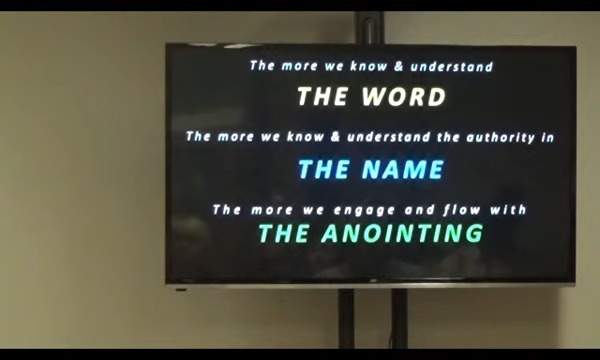 The more we know & understand
THE WORD
The more we know & understand the authority in
THE NAME
The more we engage and flow with
THE ANOINTING